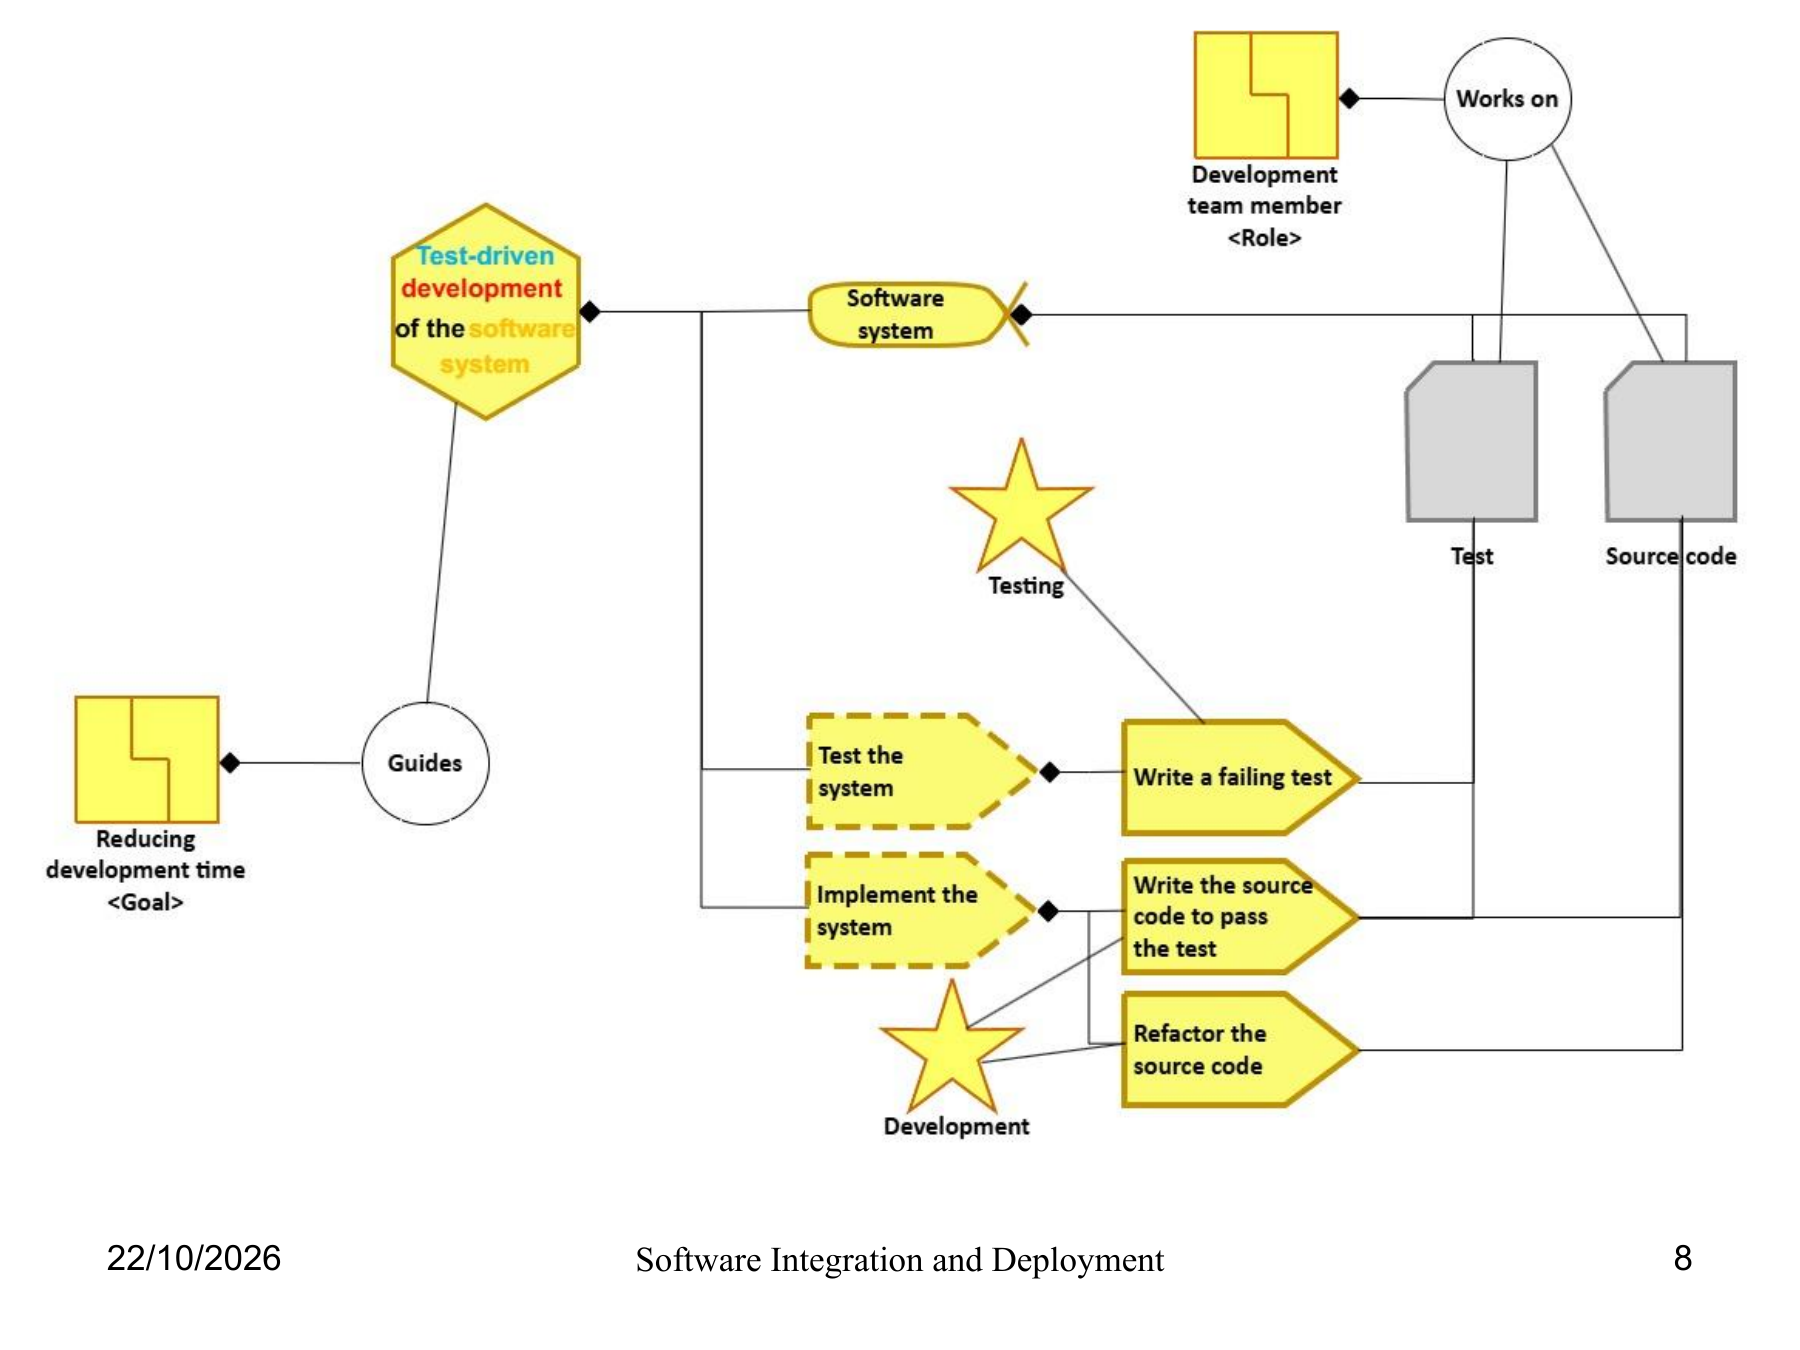 Works on
Development
team member
<Role>
Test-driven
development
of the software
system
Software
system
Testing
Test
Source code
Guides
Reducing
development time
<Goal>
Test the
system
Write a failing test
Implement the
system
Write the source
code to pass
the test
Refactor the
source code
Development
22/10/2026
Software Integration and Deployment
8